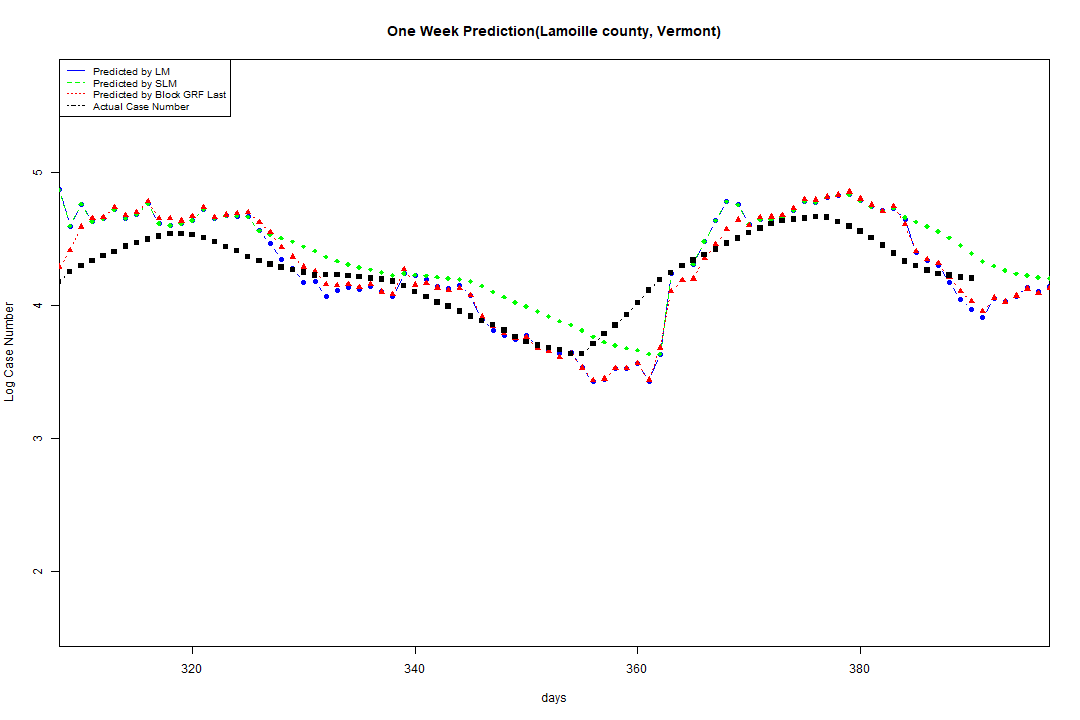 One Week Prediction(Lamoille county, Vermont)
Predicted by LM
Predicted by SLM
Predicted by Block GRF Last
Actual Case Number
5
4
3
2
Log Case Number
320 340 360 380
days